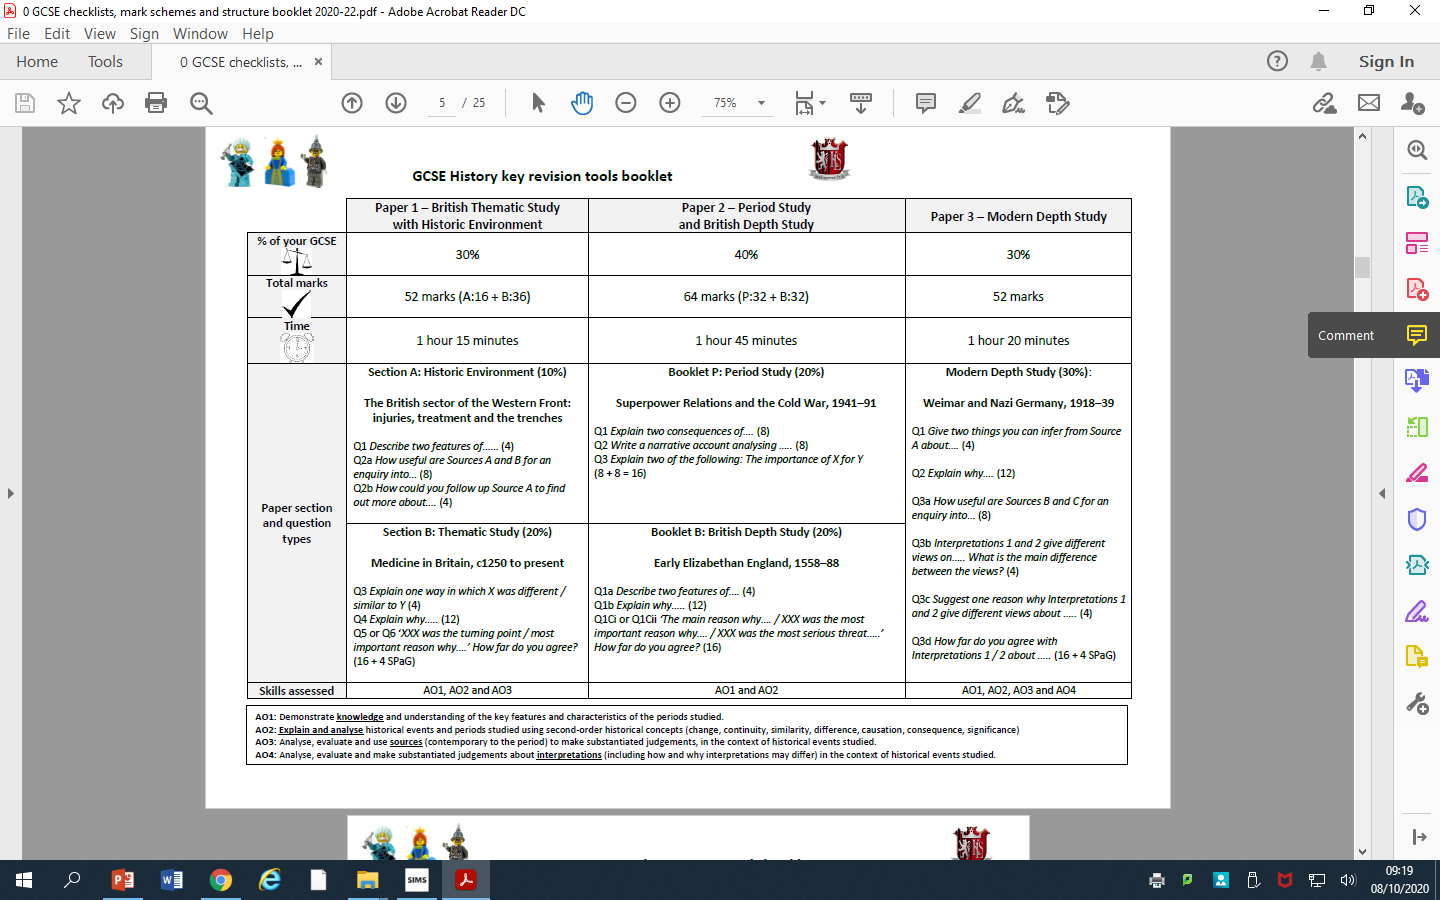 0 GCSE checklists, mark schemes and structure booklet 2020-22.pdf - Adobe Acrobat Reader DC
File Edit View Sign Window Help
Home Tools 0 GCSE checklists, ... × Sign In
5 / 25 75%
GCSE History key revision tools booklet
Paper 1 – British Thematic Study
with Historic Environment
Paper 2 – Period Study
and British Depth Study
Paper 3 – Modern Depth Study
% of your GCSE
30%
40%
30%
Total marks
52 marks (A:16 + B:36)
64 marks (P:32 + B:32)
52 marks
Time
1 hour 15 minutes
1 hour 45 minutes
1 hour 20 minutes
Paper section
and question
types
Section A: Historic Environment (10%)
The British sector of the Western Front:
injuries, treatment and the trenches
Q1 Describe two features of...... (4)
Q2a How useful are Sources A and B for an
enquiry into... (8)
Q2b How could you follow up Source A to find
out more about.... (4)
Booklet P: Period Study (20%)
Superpower Relations and the Cold War, 1941–91
Q1 Explain two consequences of.... (8)
Q2 Write a narrative account analysing ..... (8)
Q3 Explain two of the following: The importance of X for Y
(8 + 8 = 16)
Modern Depth Study (30%):
Weimar and Nazi Germany, 1918–39
Q1 Give two things you can infer from Source
A about.... (4)
Q2 Explain why.... (12)
Q3a How useful are Sources B and C for an
enquiry into... (8)
Q3b Interpretations 1 and 2 give different
views on..... What is the main difference
between the views? (4)
Q3c Suggest one reason why Interpretations 1
and 2 give different views about ..... (4)
Q3d How far do you agree with
Interpretations 1 / 2 about ..... (16 + 4 SPaG)
Section B: Thematic Study (20%)
Medicine in Britain, c1250 to present
Q3 Explain one way in which X was different /
similar to Y (4)
Q4 Explain why..... (12)
Q5 or Q6 ‘XXX was the turning point / most
important reason why....’ How far do you agree?
(16 + 4 SPaG)
Booklet B: British Depth Study (20%)
Early Elizabethan England, 1558–88
Q1a Describe two features of.... (4)
Q1b Explain why..... (12)
Q1Ci or Q1Cii ‘The main reason why.... / XXX was the most
important reason why.... / XXX was the most serious threat.....’
How far do you agree? (16)
Skills assessed
AO1, AO2 and AO3
AO1 and AO2
AO1, AO2, AO3 and AO4
AO1: Demonstrate knowledge and understanding of the key features and characteristics of the periods studied.
AO2: Explain and analyse historical events and periods studied using second-order historical concepts (change, continuity, similarity, difference, causation, consequence, significance)
AO3: Analyse, evaluate and use sources (contemporary to the period) to make substantiated judgements, in the context of historical events studied.
AO4: Analyse, evaluate and make substantiated judgements about interpretations (including how and why interpretations may differ) in the context of historical events studied.
Comment
SIMS
09:19
08/10/2020